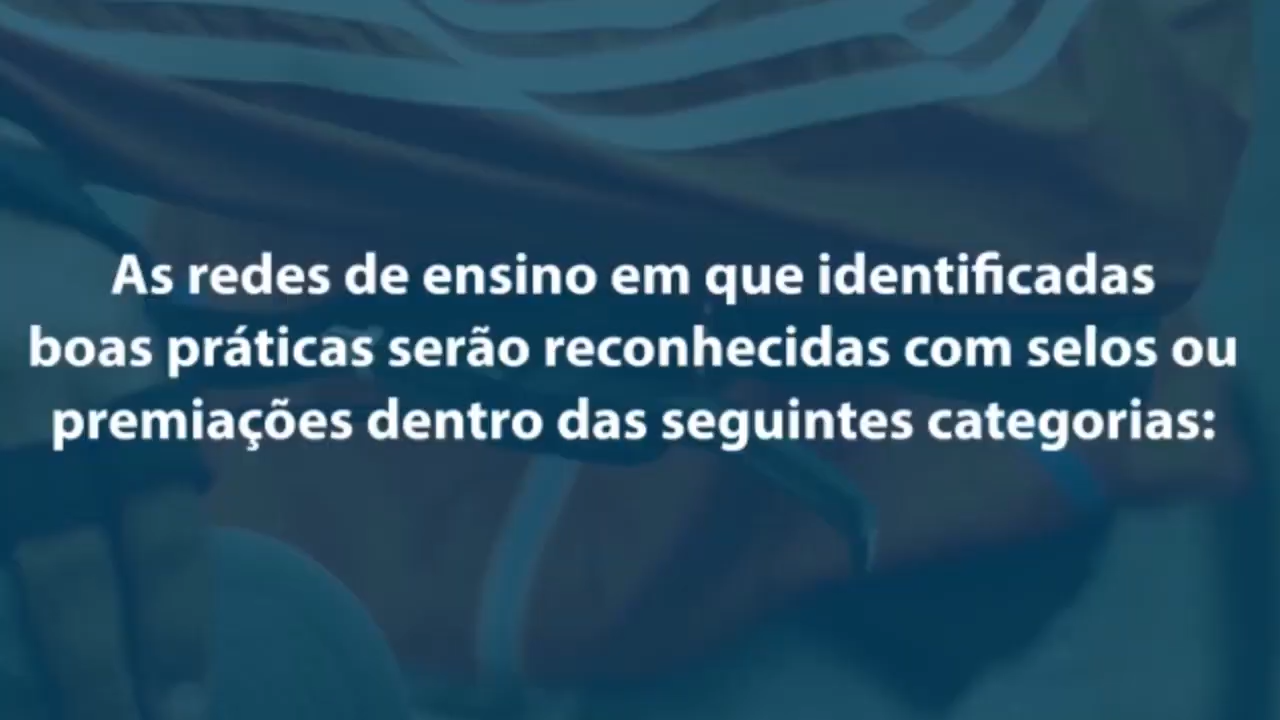 As redes de ensino em que identificadas
boas práticas serão reconhecidas com selos ou
premiações dentro das seguintes categorias: